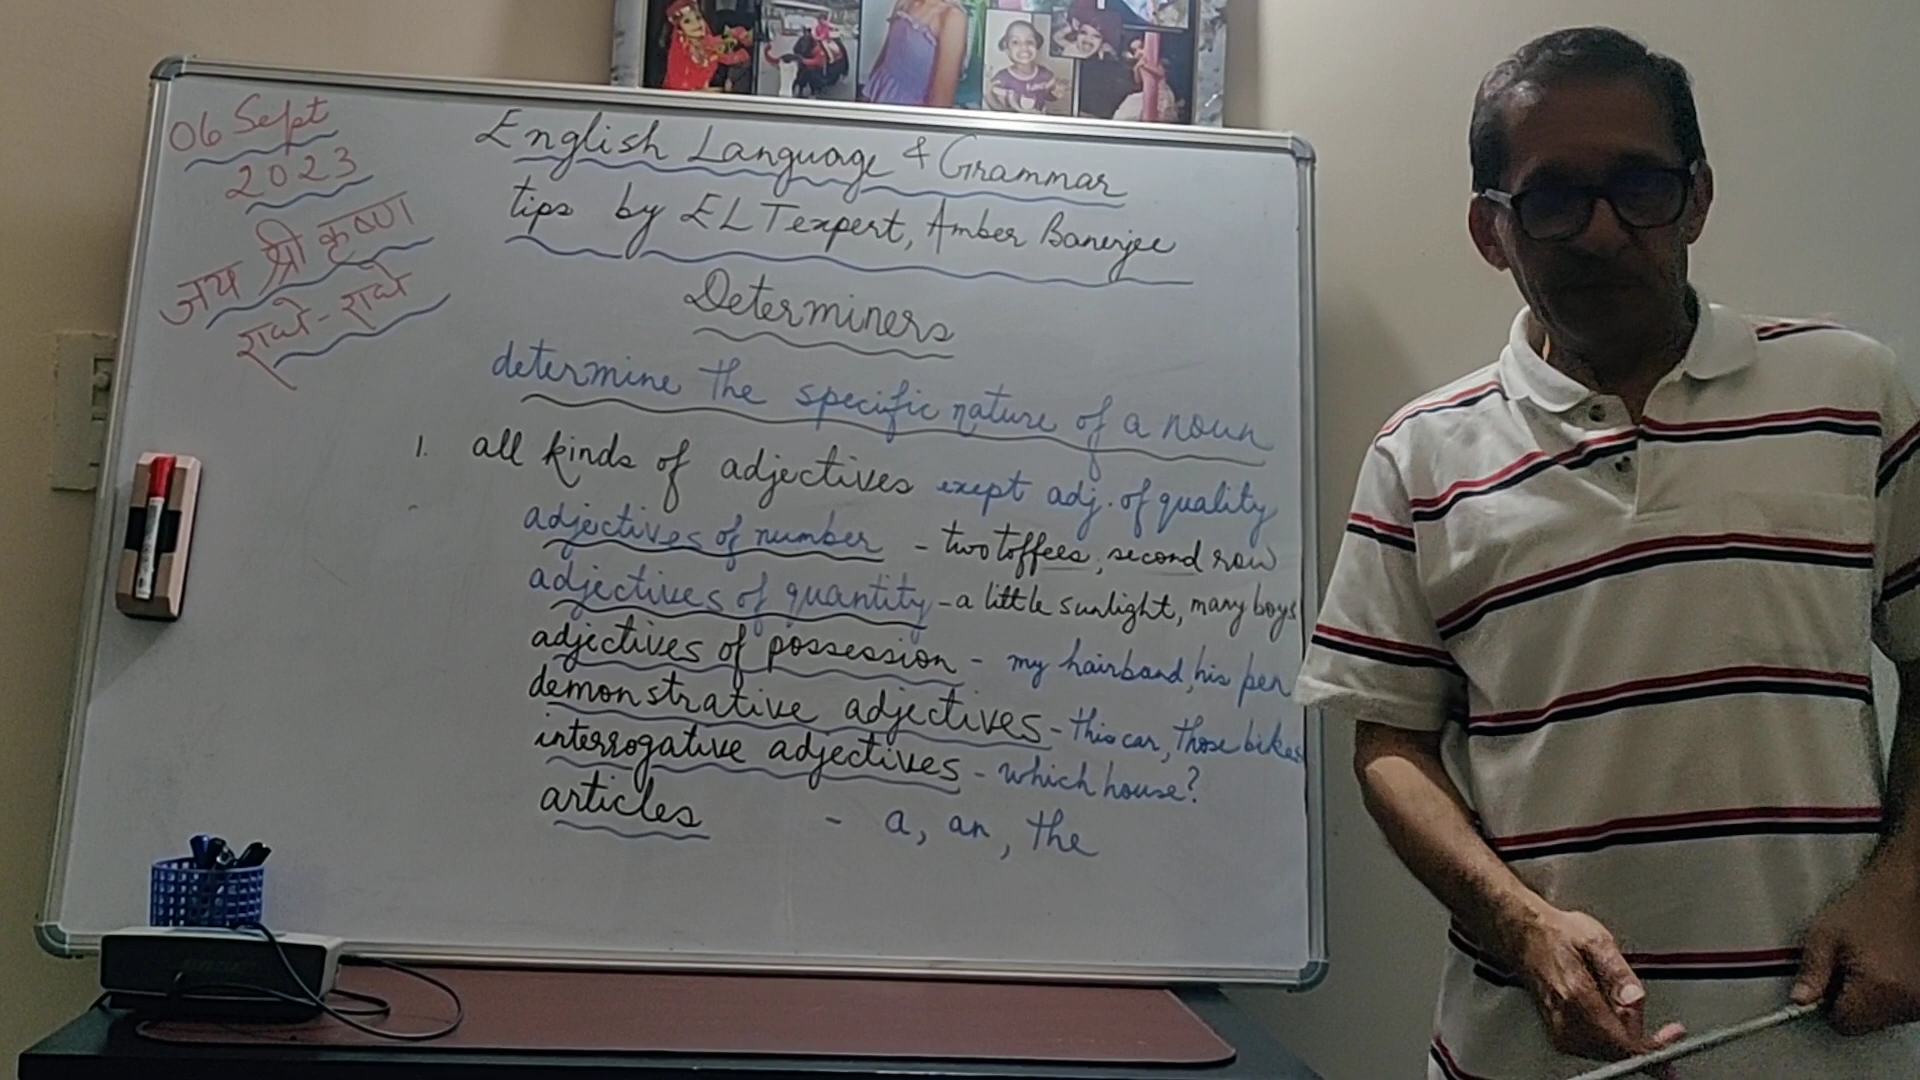 06 Sept
2023
जय श्री कृष्ण
राधे-राधे
English Language & Grammar
tips by ELT expert, Amber Banerjee
Determiners
determine the specific nature of a noun
1. all kinds of adjectives exept adj. of quality
adjectives of number - two toffees, second row
adjectives of quantity - a little sunlight, many boys
adjectives of possession - my hairband, his pen
demonstrative adjectives - this car, those bikes
interrogative adjectives - which house?
articles - a, an, the